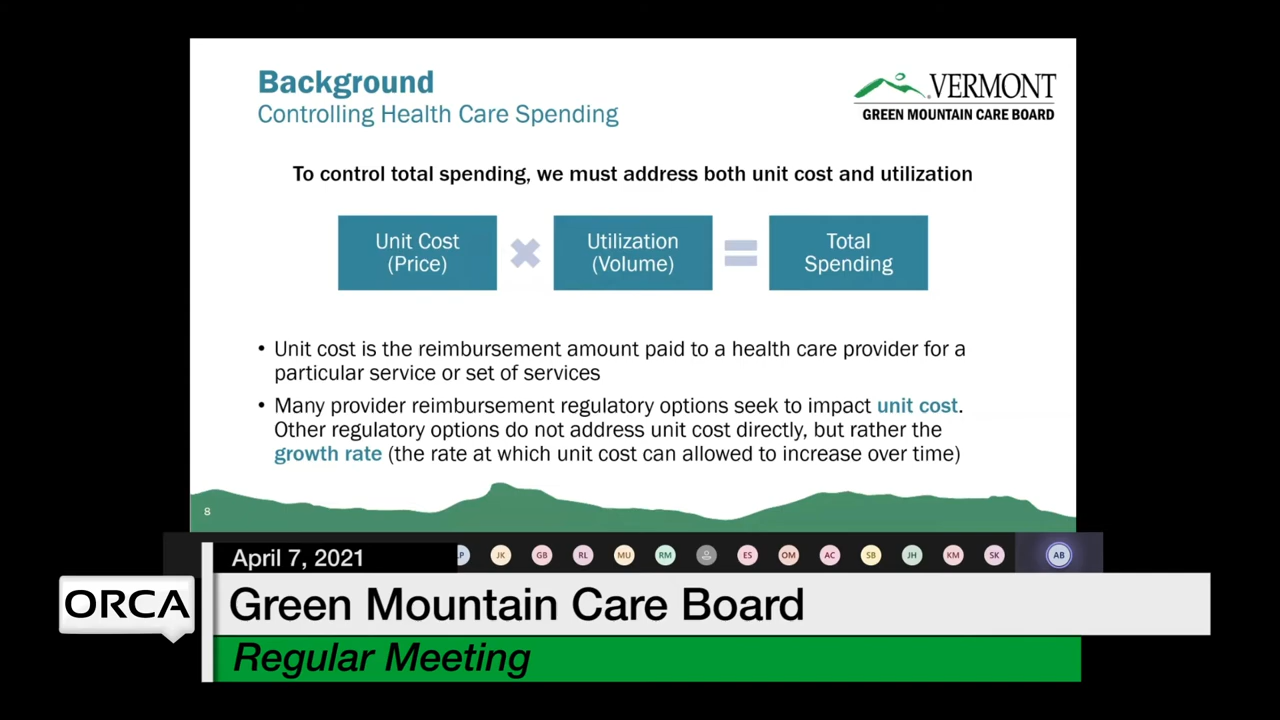 Background
Controlling Health Care Spending
VERMONT
GREEN MOUNTAIN CARE BOARD
To control total spending, we must address both unit cost and utilization
Unit Cost
(Price)
Utilization
(Volume)
Total
Spending
• Unit cost is the reimbursement amount paid to a health care provider for a
particular service or set of services
• Many provider reimbursement regulatory options seek to impact unit cost.
Other regulatory options do not address unit cost directly, but rather the
growth rate (the rate at which unit cost can allowed to increase over time)
8
JK GB RL MU RM ES OM AC SB JH KM SK AB
April 7, 2021
ORCA
Green Mountain Care Board
Regular Meeting